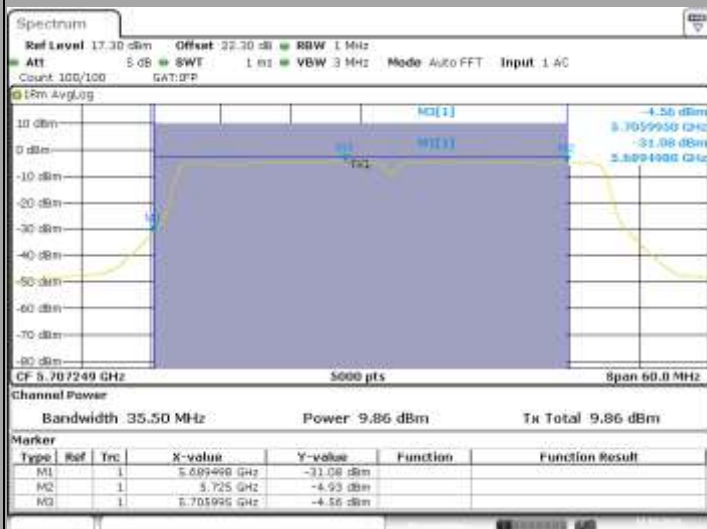 Spectrum
Ref Level 17.30 dBm Offset 22.30 dB RBW 1 MHz
Att 5 dB SWT 1 ms VBW 3 MHz Mode Auto FFT Input 1 AC
Count 100/100 GAT:IFP
1Rm AvgLog
M3[1] -4.56 dBm
5.7059950 GHz
M1[1] -31.08 dBm
5.6894980 GHz
10 dBm
0 dBm
M3
M2
TX1
-10 dBm
-20 dBm
M1
-30 dBm
-40 dBm
-50 dBm
-60 dBm
-70 dBm
-80 dBm
CF 5.707249 GHz 5000 pts Span 60.0 MHz
Channel Power
Bandwidth 35.50 MHz Power 9.86 dBm Tx Total 9.86 dBm
Marker
Type Ref Trc X-value Y-value Function Function Result
M1 1 5.689498 GHz -31.08 dBm
M2 1 5.725 GHz -4.93 dBm
M3 1 5.705995 GHz -4.56 dBm